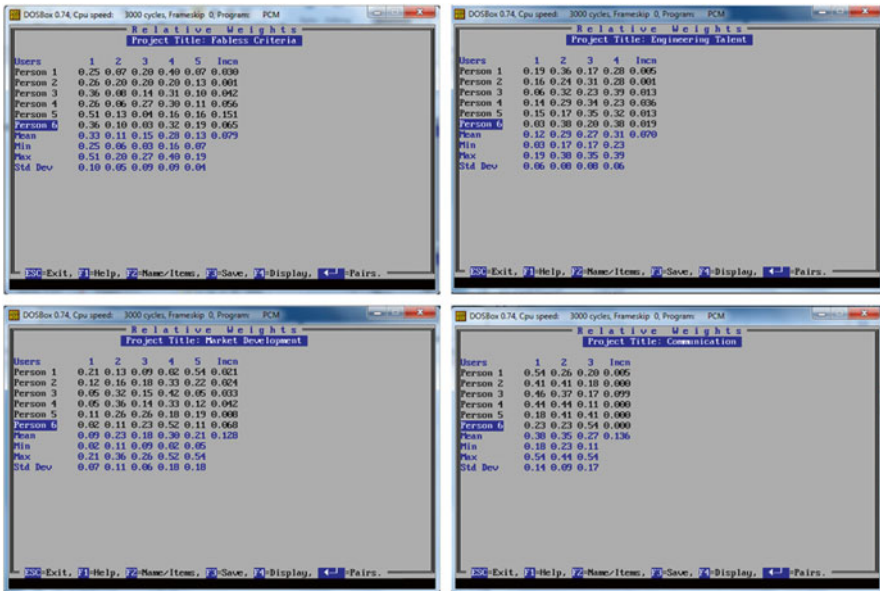 DOSBox 0.74, Cpu speed: 3000 cycles, Frameskip 0, Program: PCM
Relative Weights
Project Title: Fabless Criteria
Users 1 2 3 4 5 Incn
Person 1 0.25 0.07 0.20 0.40 0.07 0.030
Person 2 0.26 0.20 0.20 0.20 0.13 0.001
Person 3 0.36 0.08 0.14 0.31 0.10 0.042
Person 4 0.26 0.06 0.27 0.30 0.11 0.056
Person 5 0.51 0.13 0.04 0.16 0.16 0.151
Person 6 0.36 0.10 0.03 0.32 0.19 0.065
Mean 0.33 0.11 0.15 0.28 0.13 0.079
Min 0.25 0.06 0.03 0.16 0.07
Max 0.51 0.20 0.27 0.40 0.19
Std Dev 0.10 0.05 0.09 0.09 0.04
ESC=Exit, F1=Help, F2=Name/Items, F3=Save, F4=Display, =Pairs.
DOSBox 0.74, Cpu speed: 3000 cycles, Frameskip 0, Program: PCM
Relative Weights
Project Title: Engineering Talent
Users 1 2 3 4 Incn
Person 1 0.19 0.36 0.17 0.28 0.005
Person 2 0.16 0.24 0.31 0.28 0.001
Person 3 0.06 0.32 0.23 0.39 0.013
Person 4 0.14 0.29 0.34 0.23 0.036
Person 5 0.15 0.17 0.35 0.32 0.013
Person 6 0.03 0.38 0.20 0.38 0.019
Mean 0.12 0.29 0.27 0.31 0.070
Min 0.03 0.17 0.17 0.23
Max 0.19 0.38 0.35 0.39
Std Dev 0.06 0.08 0.08 0.06
ESC=Exit, F1=Help, F2=Name/Items, F3=Save, F4=Display, =Pairs.
DOSBox 0.74, Cpu speed: 3000 cycles, Frameskip 0, Program: PCM
Relative Weights
Project Title: Market Development
Users 1 2 3 4 5 Incn
Person 1 0.21 0.13 0.09 0.02 0.54 0.021
Person 2 0.12 0.16 0.18 0.33 0.22 0.024
Person 3 0.05 0.32 0.15 0.42 0.05 0.033
Person 4 0.05 0.36 0.14 0.33 0.12 0.042
Person 5 0.11 0.26 0.26 0.18 0.19 0.008
Person 6 0.02 0.11 0.23 0.52 0.11 0.068
Mean 0.09 0.23 0.18 0.30 0.21 0.128
Min 0.02 0.11 0.09 0.02 0.05
Max 0.21 0.36 0.26 0.52 0.54
Std Dev 0.07 0.11 0.06 0.18 0.18
ESC=Exit, F1=Help, F2=Name/Items, F3=Save, F4=Display, =Pairs.
DOSBox 0.74, Cpu speed: 3000 cycles, Frameskip 0, Program: PCM
Relative Weights
Project Title: Communication
Users 1 2 3 Incn
Person 1 0.54 0.26 0.20 0.005
Person 2 0.41 0.41 0.18 0.000
Person 3 0.46 0.37 0.17 0.099
Person 4 0.44 0.44 0.11 0.000
Person 5 0.18 0.41 0.41 0.000
Person 6 0.23 0.23 0.54 0.000
Mean 0.38 0.35 0.27 0.136
Min 0.18 0.23 0.11
Max 0.54 0.44 0.54
Std Dev 0.14 0.09 0.17
ESC=Exit, F1=Help, F2=Name/Items, F3=Save, F4=Display, =Pairs.